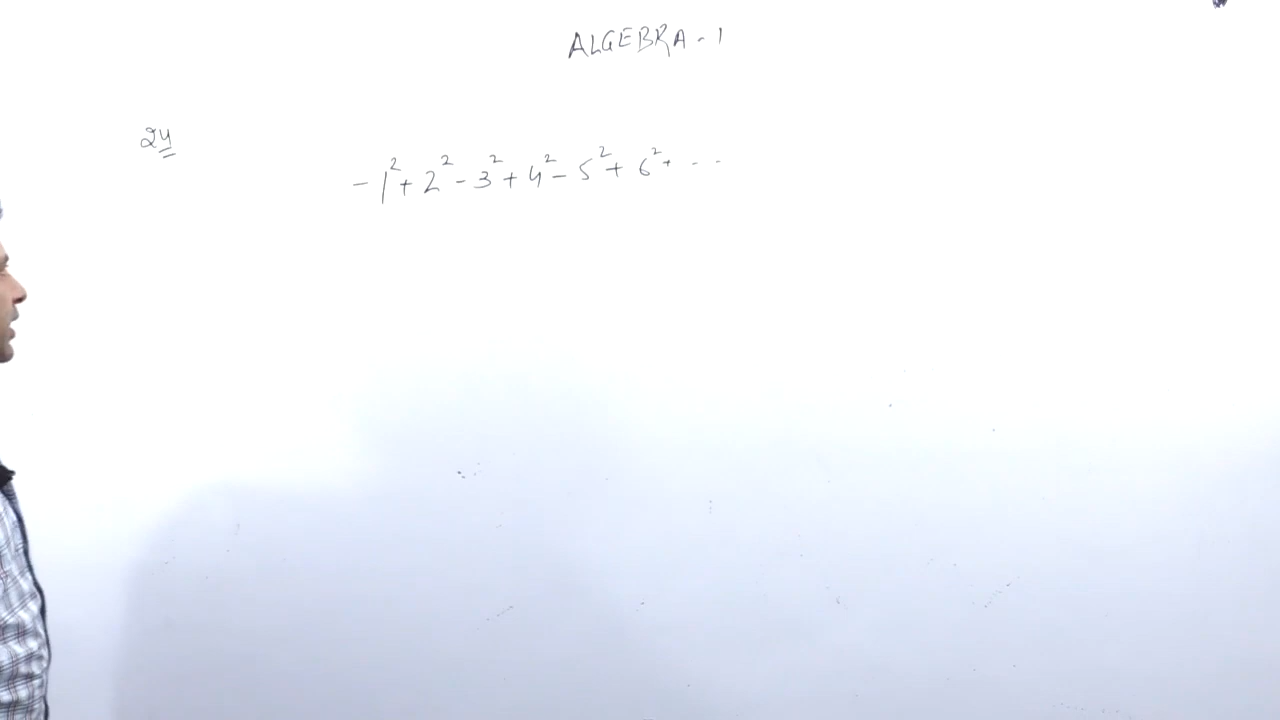 ALGEBRA - 1
24
-1² + 2² - 3² + 4² - 5² + 6² + - -